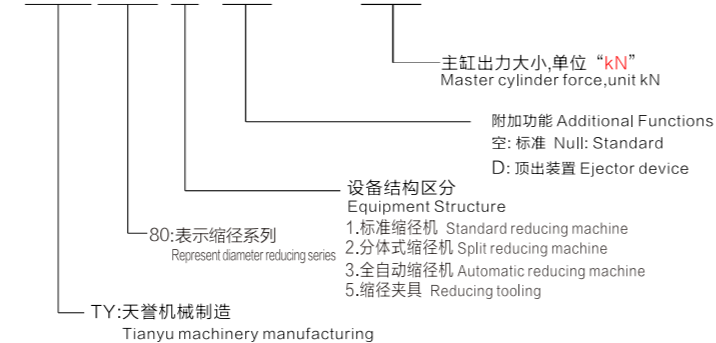 主缸出力大小,单位“kN”
Master cylinder force,unit kN
附加功能 Additional Functions
空: 标准 Null: Standard
D: 顶出装置 Ejector device
设备结构区分
Equipment Structure
1.标准缩径机 Standard reducing machine
2.分体式缩径机 Split reducing machine
3.全自动缩径机 Automatic reducing machine
5.缩径夹具 Reducing tooling
80:表示缩径系列
Represent diameter reducing series
TY:天誉机械制造
Tianyu machinery manufacturing